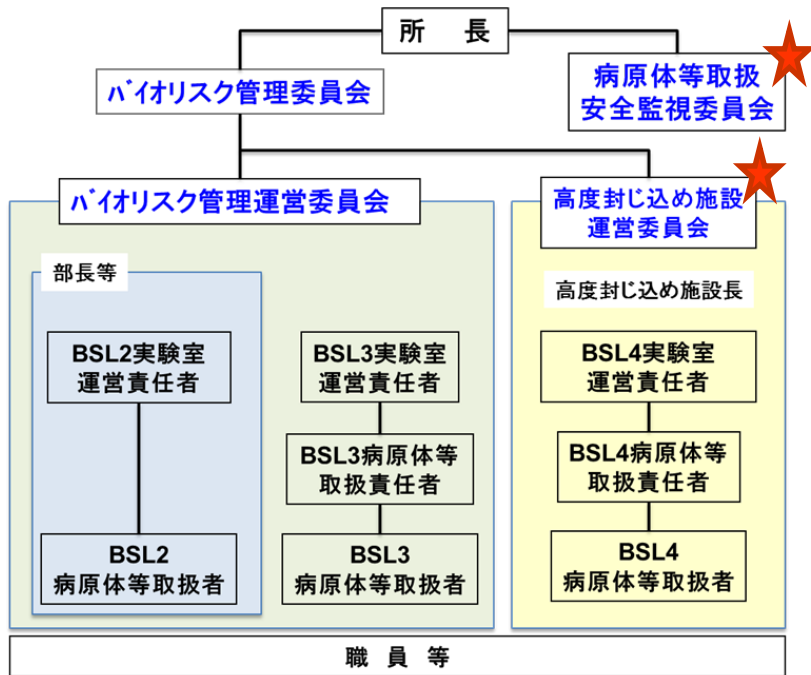 所 長
バイオリスク管理委員会
病原体等取扱
安全監視委員会
バイオリスク管理運営委員会
高度封じ込め施設
運営委員会
部長等
高度封じ込め施設長
BSL2実験室
運営責任者
BSL3実験室
運営責任者
BSL4実験室
運営責任者
BSL3病原体等
取扱責任者
BSL4病原体等
取扱責任者
BSL2
病原体等取扱者
BSL3
病原体等取扱者
BSL4
病原体等取扱者
職 員 等